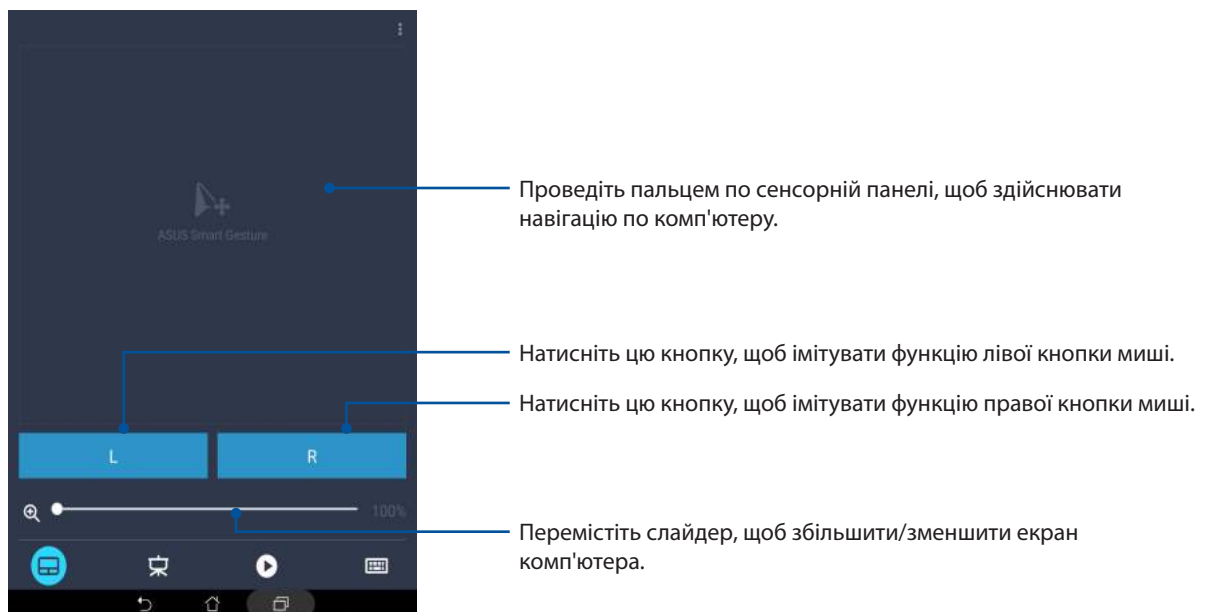 ASUS Smart Gesture
Проведіть пальцем по сенсорній панелі, щоб здійснювати
навігацію по комп'ютеру.
Натисніть цю кнопку, щоб імітувати функцію лівої кнопки миші.
Натисніть цю кнопку, щоб імітувати функцію правої кнопки миші.
L
R
100%
Перемістіть слайдер, щоб збільшити/зменшити екран
комп'ютера.